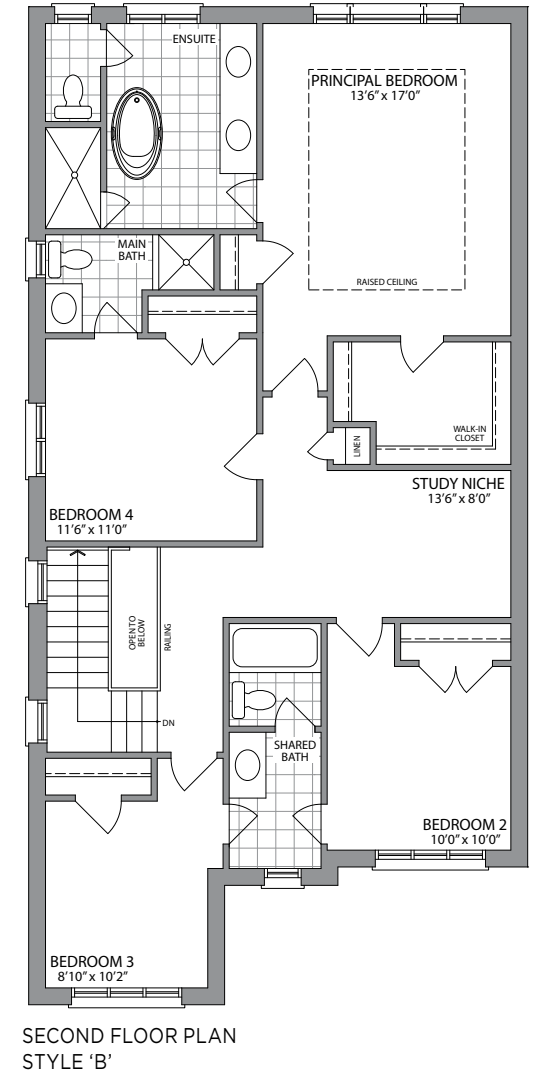 ENSUITE
PRINCIPAL BEDROOM
13'6" x 17'0"
RAISED CEILING
MAIN
BATH
WALK-IN
CLOSET
LINEN
STUDY NICHE
13'6" x 8'0"
BEDROOM 4
11'6" x 11'0"
OPEN TO
BELOW
RAILING
DN
SHARED
BATH
BEDROOM 2
10'0" x 10'0"
BEDROOM 3
8'10" x 10'2"
SECOND FLOOR PLAN
STYLE ‘B’